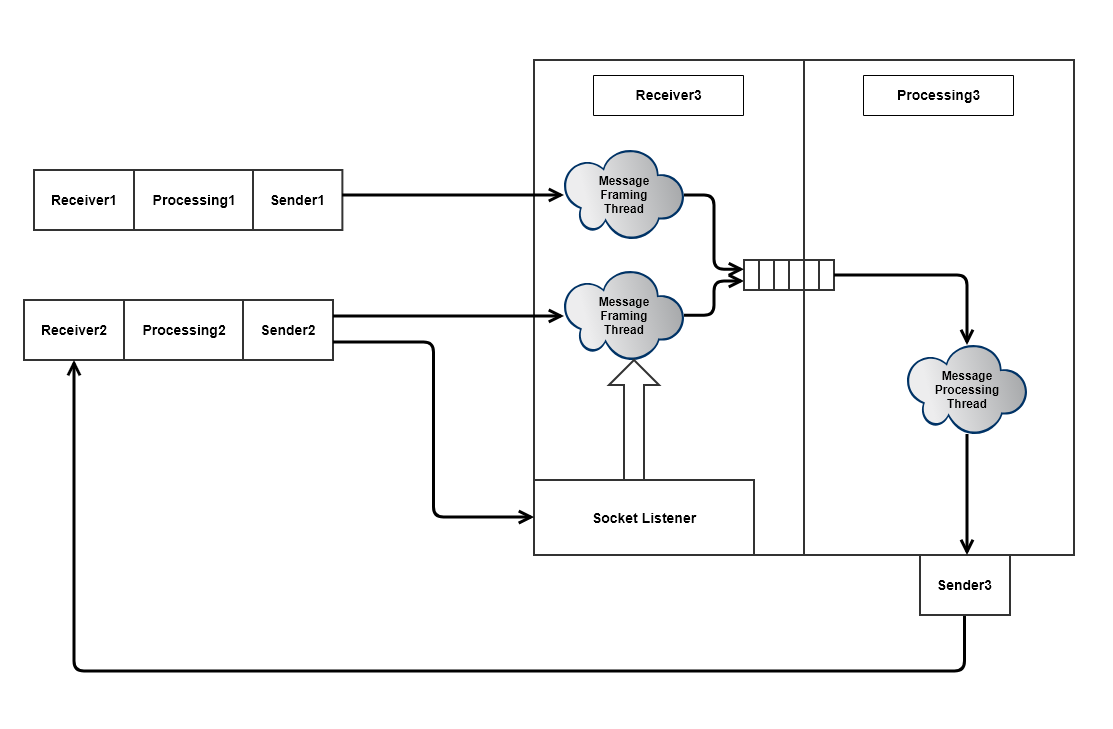 Receiver3
Processing3
Message
Framing
Thread
Receiver1
Processing1
Sender1
Message
Framing
Thread
Receiver2
Processing2
Sender2
Message
Processing
Thread
Socket Listener
Sender3